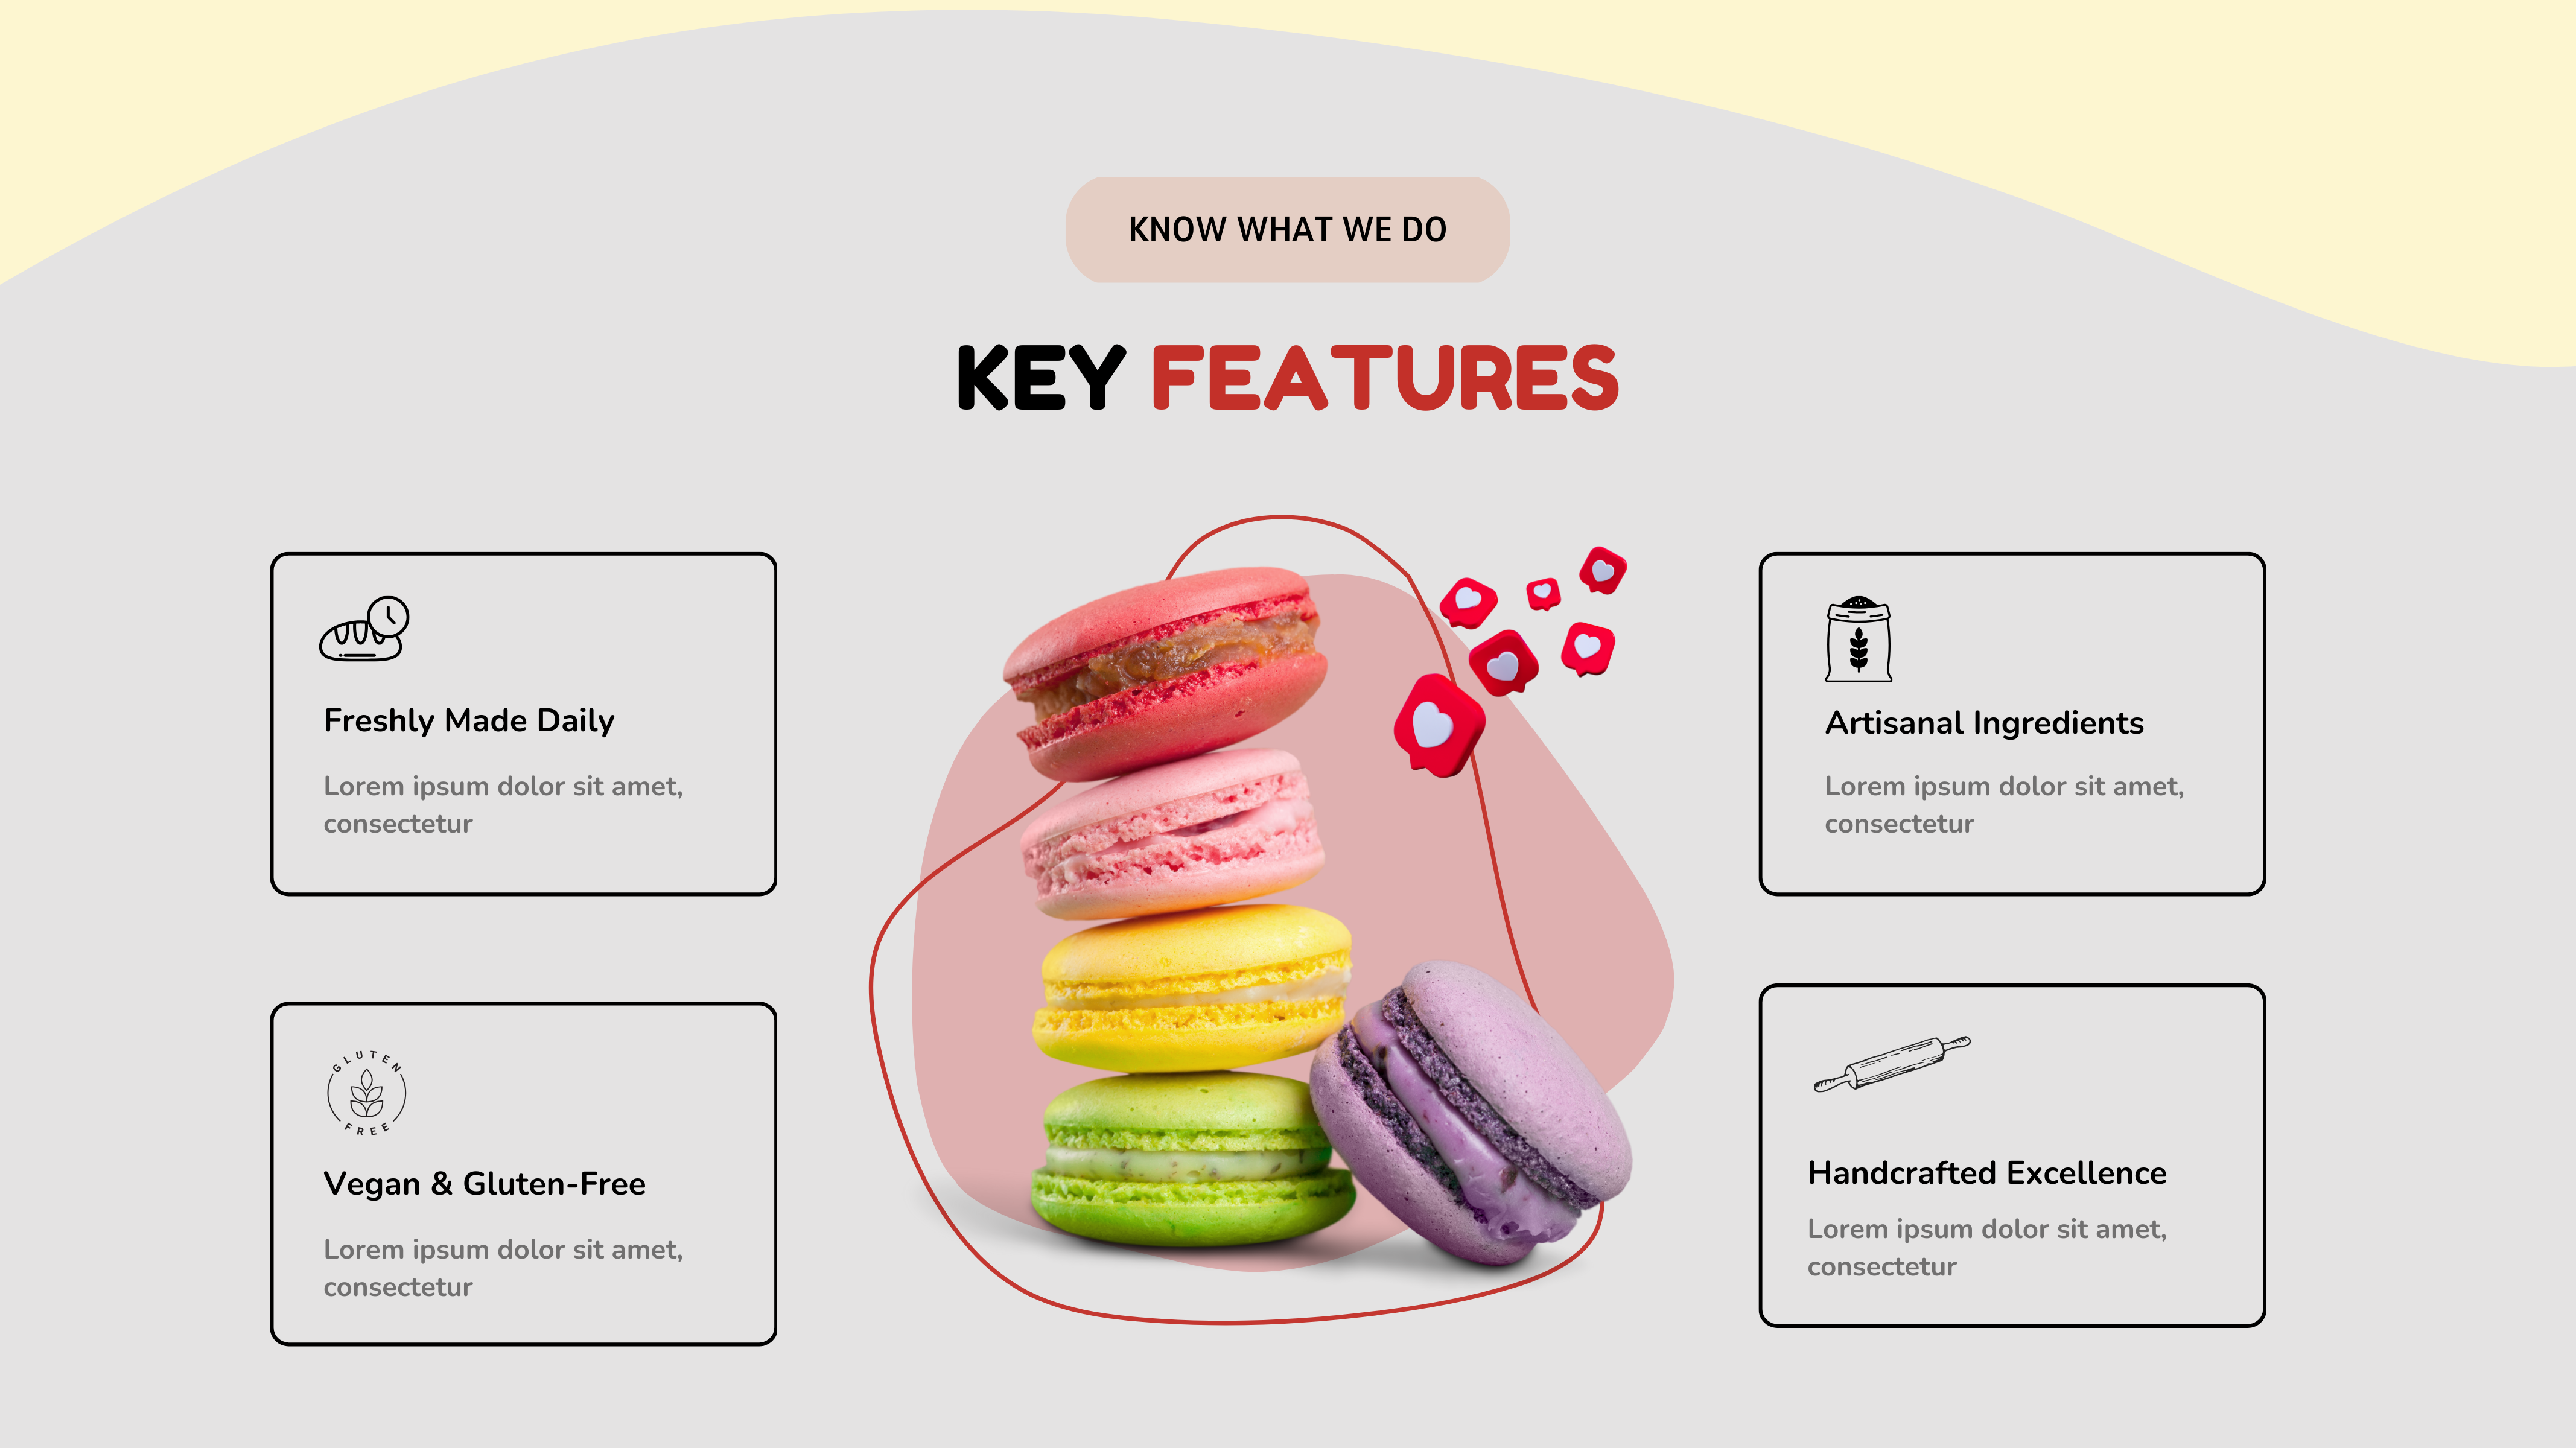 KNOW WHAT WE DO
KEY FEATURES
Freshly Made Daily
Lorem ipsum dolor sit amet,
consectetur
GLUTEN
FREE
Vegan & Gluten-Free
Lorem ipsum dolor sit amet,
consectetur
Artisanal Ingredients
Lorem ipsum dolor sit amet,
consectetur
Handcrafted Excellence
Lorem ipsum dolor sit amet,
consectetur